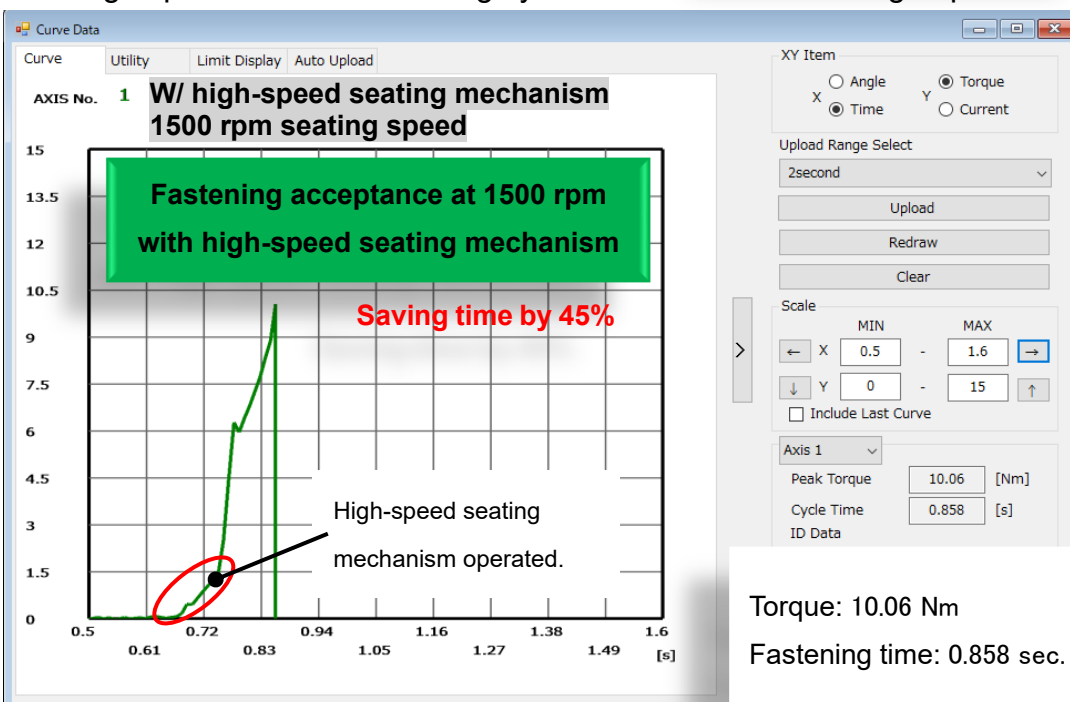 Curve Data
Curve Utility Limit Display Auto Upload
AXIS No. 1
W/ high-speed seating mechanism
1500 rpm seating speed
Fastening acceptance at 1500 rpm
with high-speed seating mechanism
Saving time by 45%
15
13.5
12
10.5
9
7.5
6
4.5
3
1.5
0
High-speed seating
mechanism operated.
0.5 0.72 0.94 1.16 1.38 1.6
0.61 0.83 1.05 1.27 1.49 [s]
XY Item
X Angle Time
Y Torque Current
Upload Range Select
2second
Upload
Redraw
Clear
Scale
MIN MAX
← X 0.5 - 1.6 →
↓ Y 0 - 15 ↑
Include Last Curve
>
Axis 1
Peak Torque 10.06 [Nm]
Cycle Time 0.858 [s]
ID Data
Torque: 10.06 Nm
Fastening time: 0.858 sec.